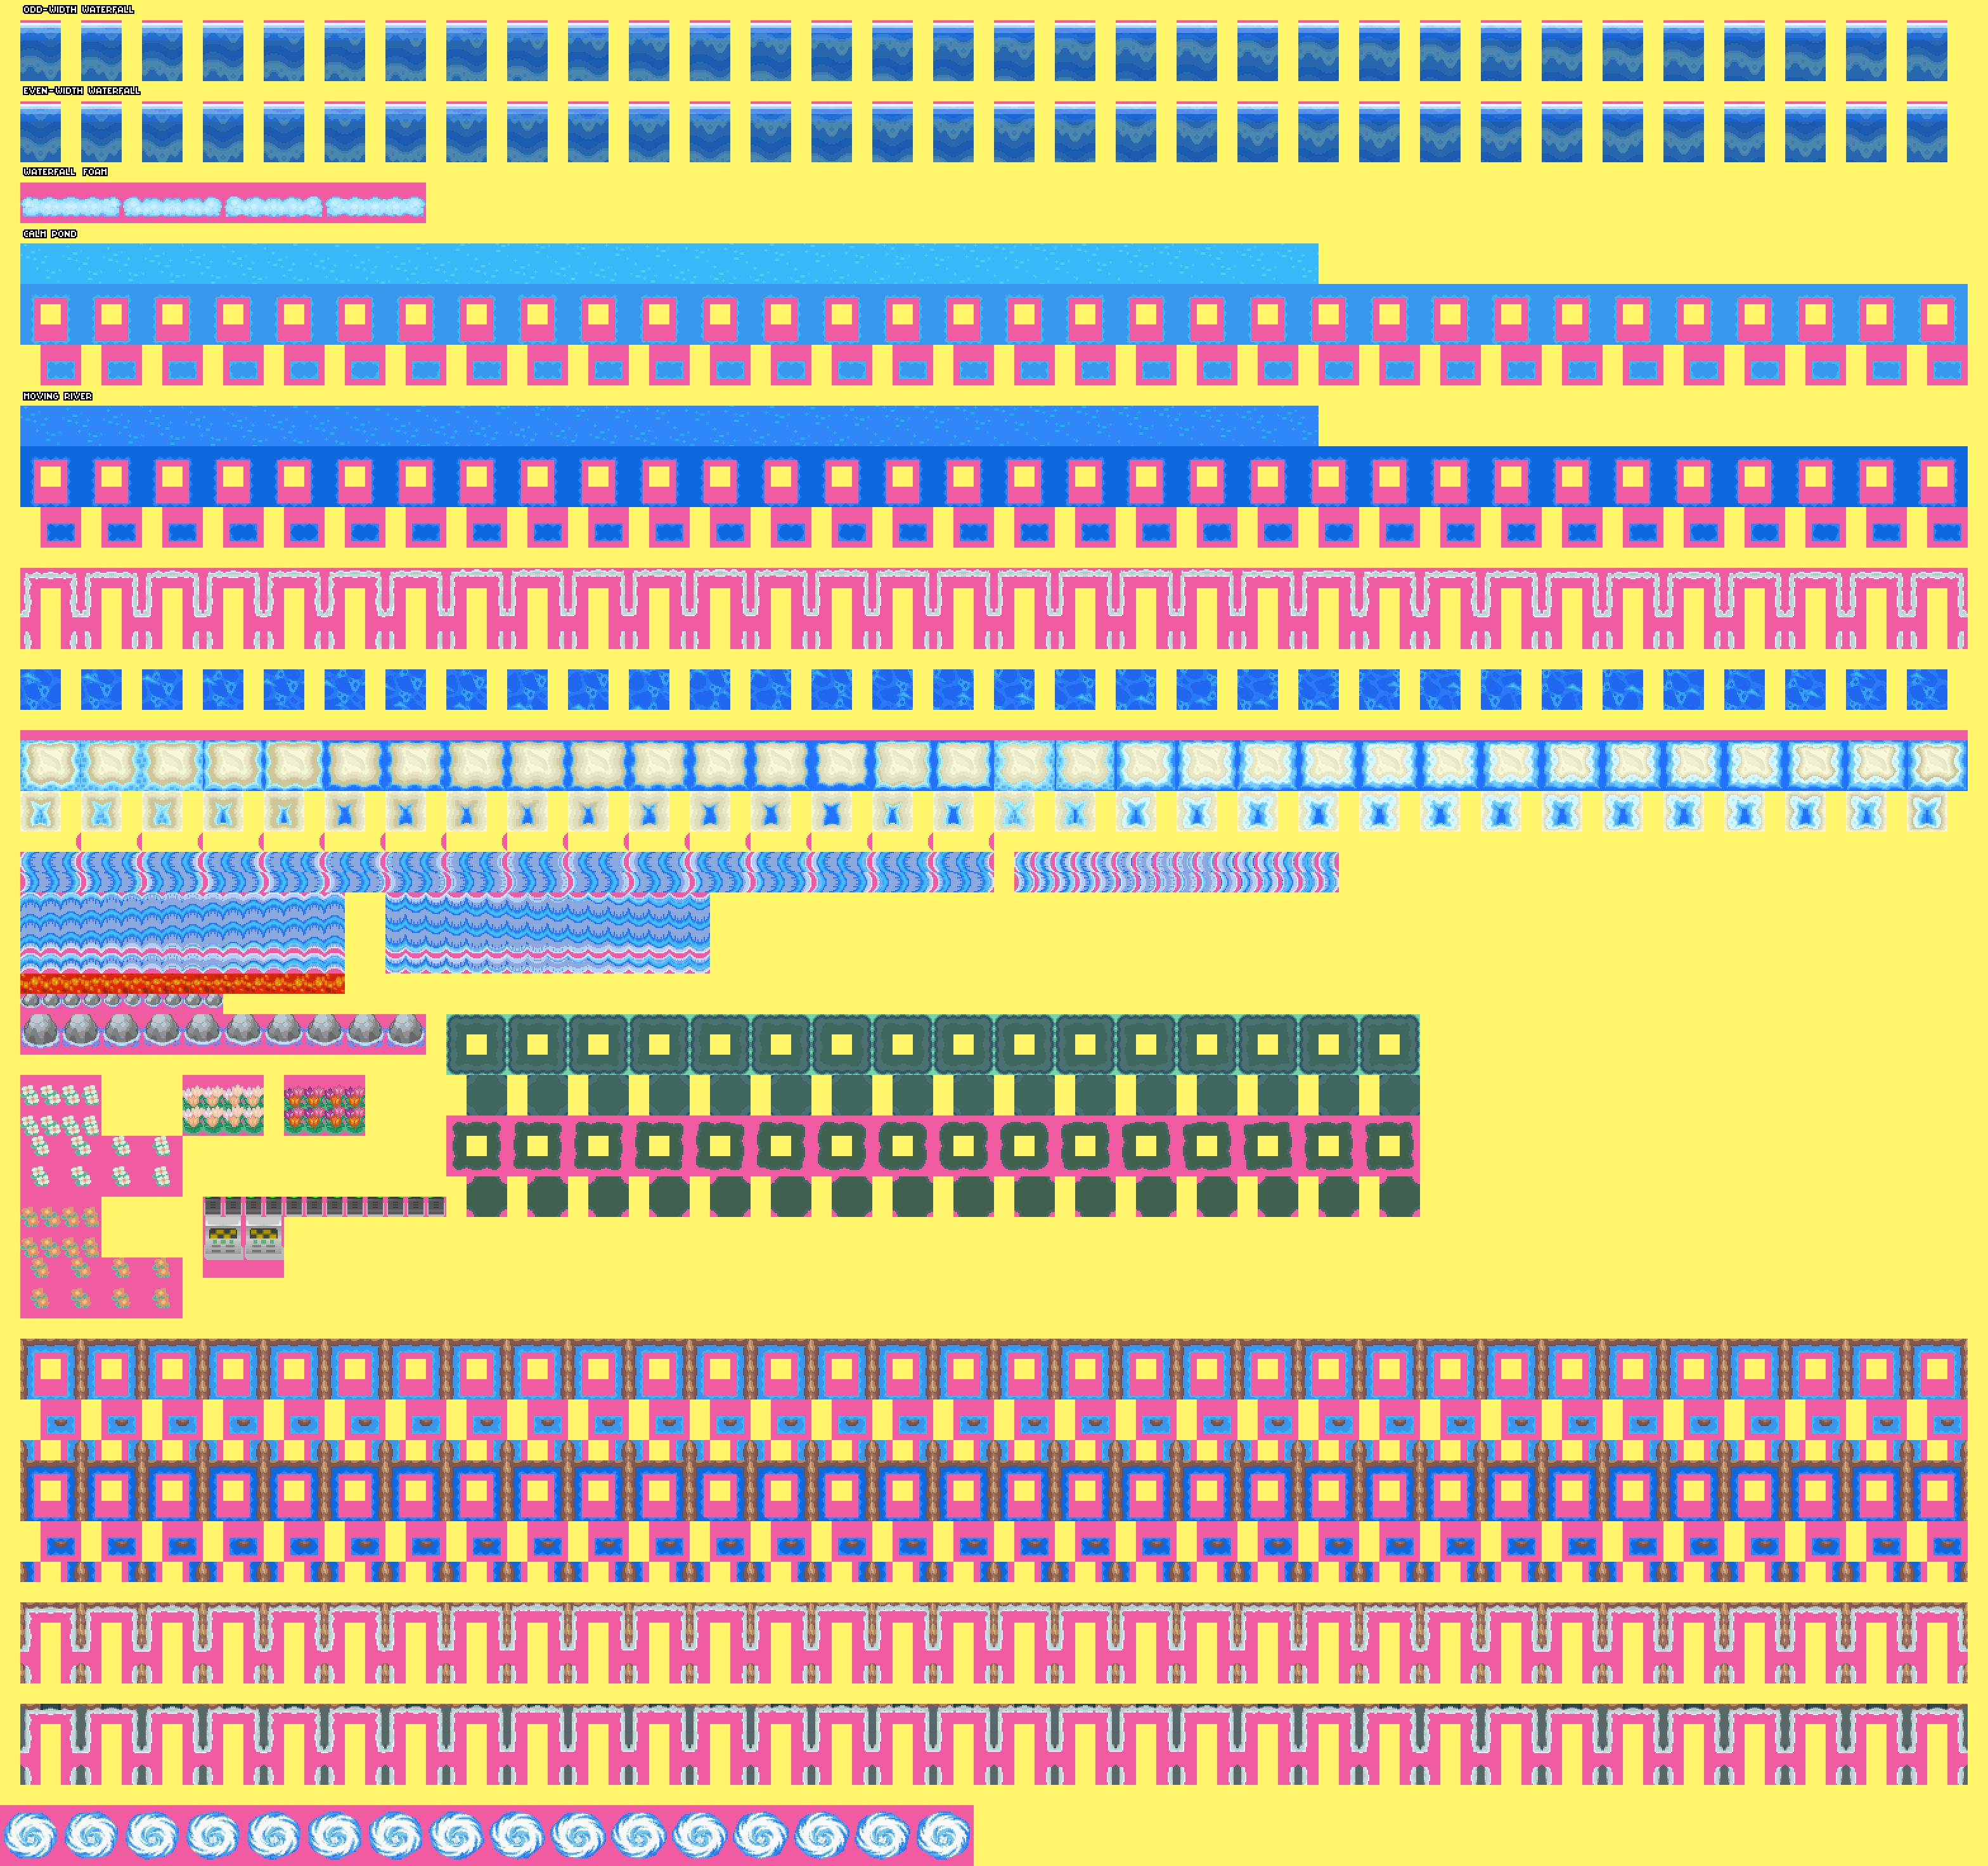 ODD-WIDTH WATERFALL
EVEN-WIDTH WATERFALL
WATERFALL FOAM
CALM POND
MOVING RIVER